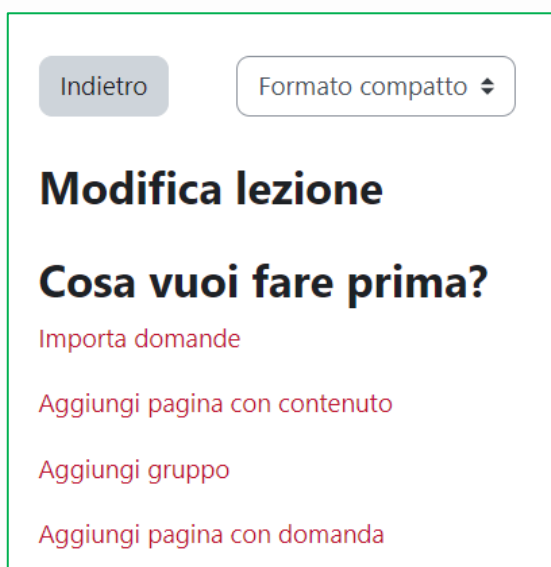 Indietro
Formato compatto
Modifica lezione
Cosa vuoi fare prima?
Importa domande
Aggiungi pagina con contenuto
Aggiungi gruppo
Aggiungi pagina con domanda